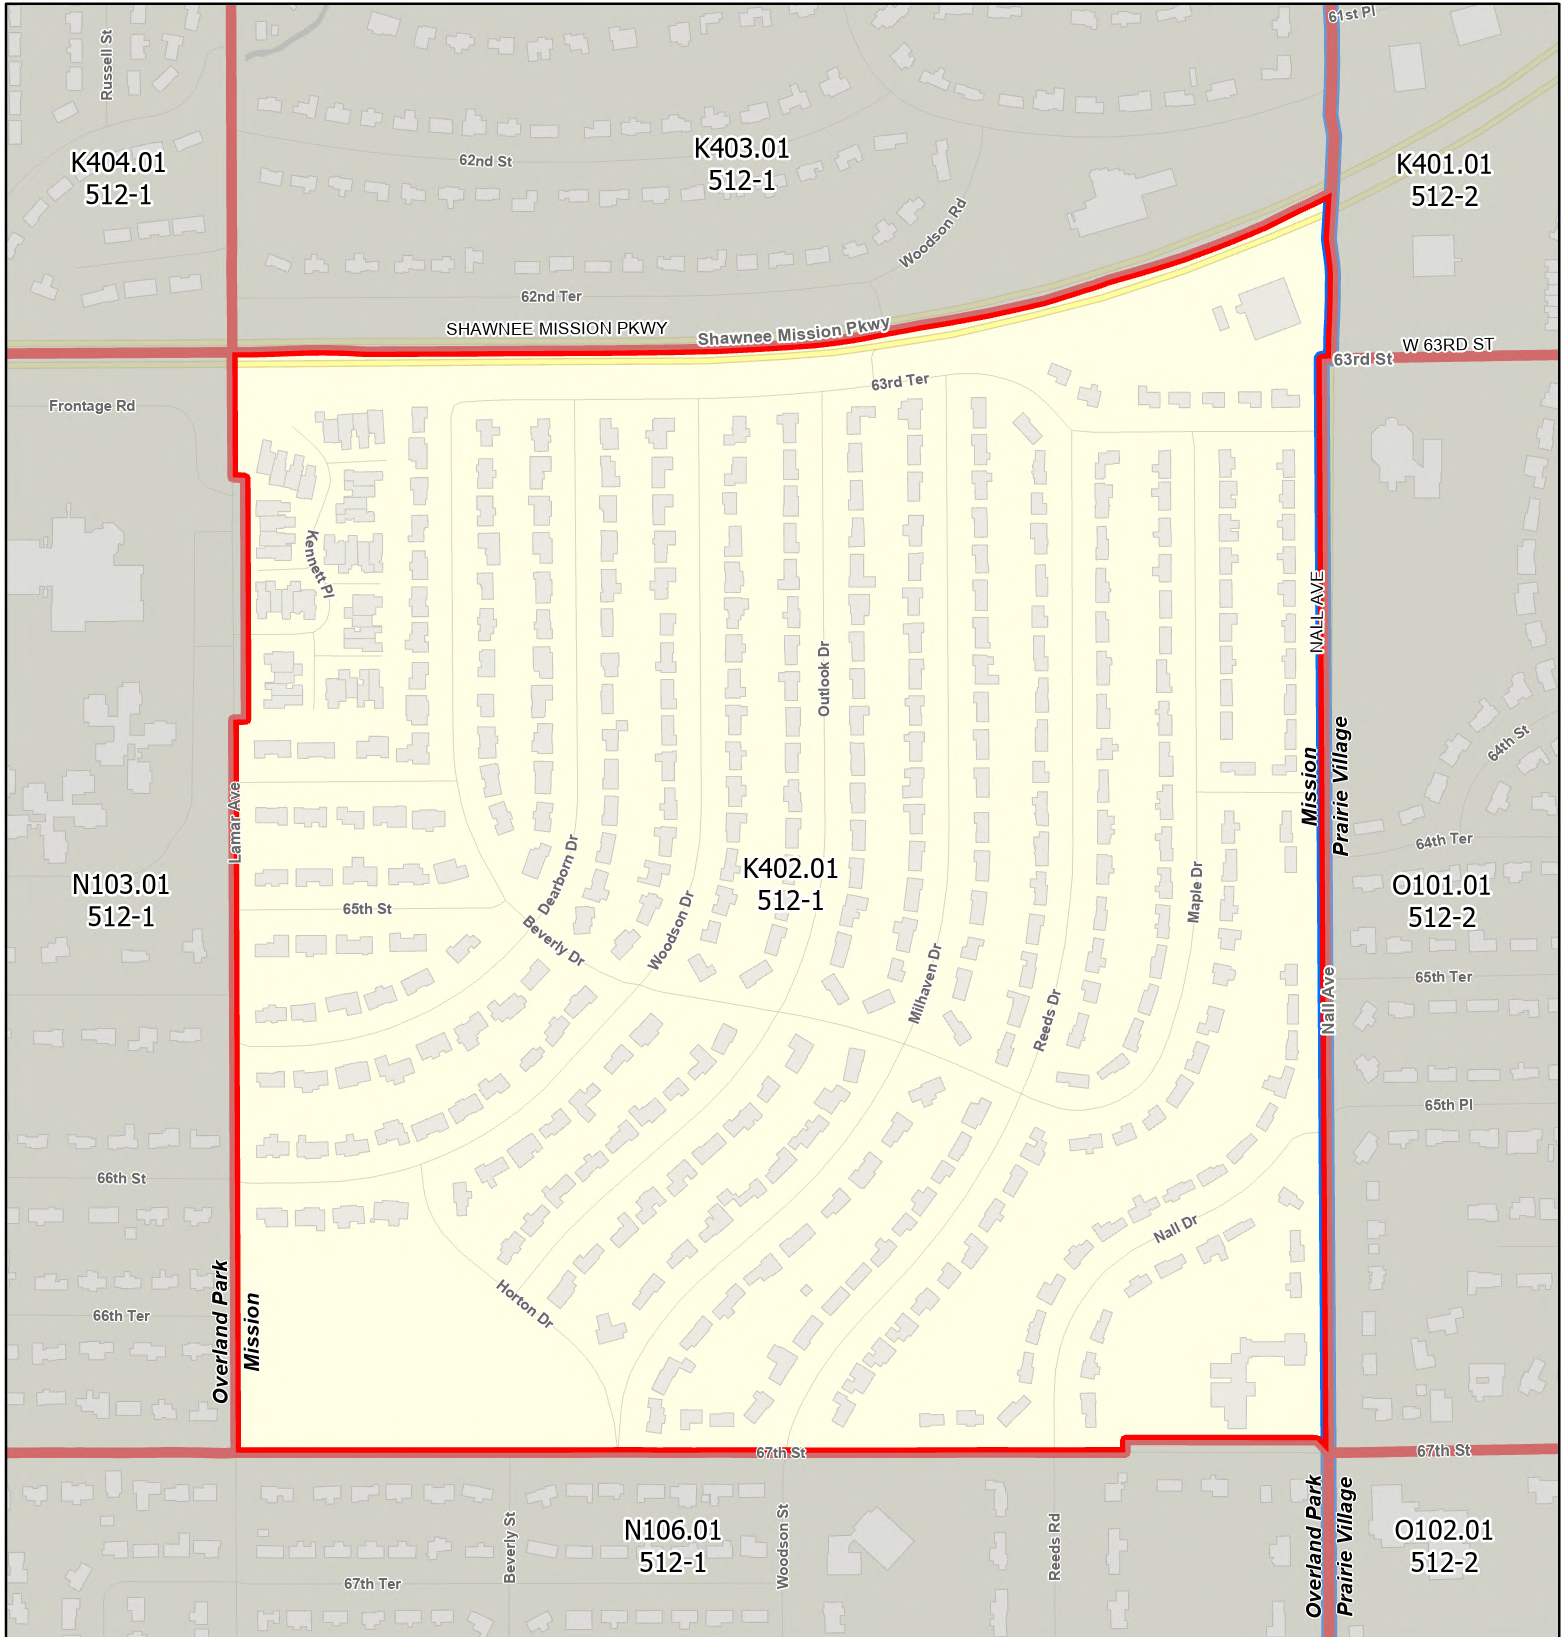 61st Pl
Russell St
K404.01
512-1
62nd St
K403.01
512-1
K401.01
512-2
Woodson Rd
62nd Ter
SHAWNEE MISSION PKWY
Shawnee Mission Pkwy
W 63RD ST
63rd St
63rd Ter
Frontage Rd
Kennett Pl
NALL AVE
Outlook Dr
Mission
Prairie Village
64th St
Lamar Ave
64th Ter
K402.01
512-1
N103.01
512-1
O101.01
512-2
B Dearborn Dr
Maple Dr
65th St
Woodson Dr
Beverly Dr
Milhaven Dr
65th Ter
Nall Ave
Reeds Dr
65th Pl
66th St
Nall Dr
Overland Park
Mission
Horton Dr
66th Ter
67th St
67th St
Overland Park
Prairie Village
Beverly St
N106.01
512-1
Woodson St
Reeds Rd
O102.01
512-2
67th Ter